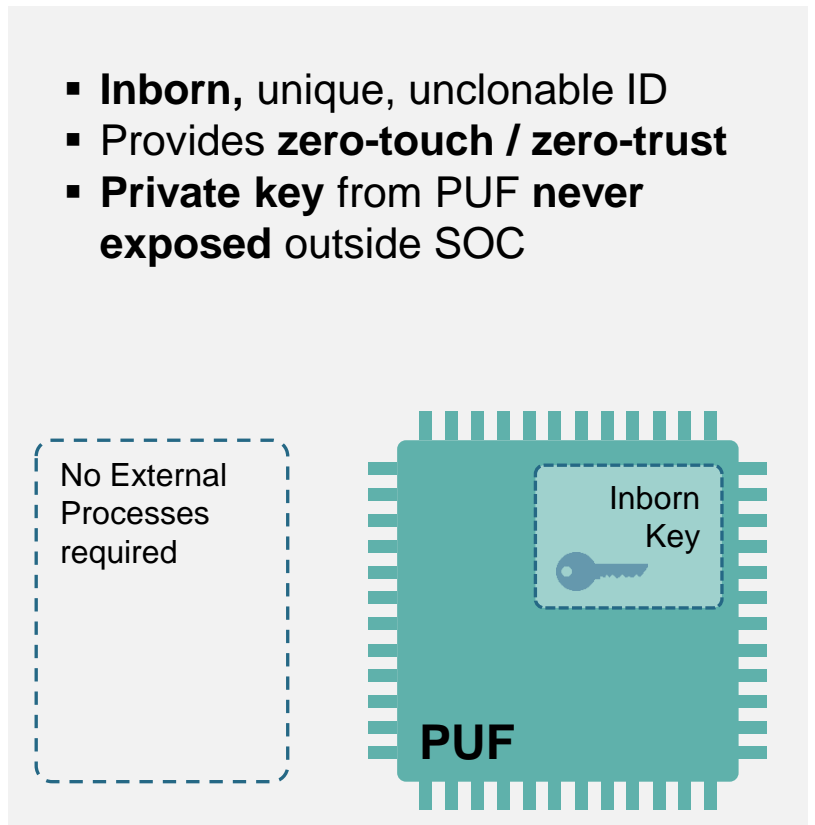 ▪ Inborn, unique, unclonable ID
▪ Provides zero-touch / zero-trust
▪ Private key from PUF never
exposed outside SOC
No External
Processes
required
Inborn
Key
PUF